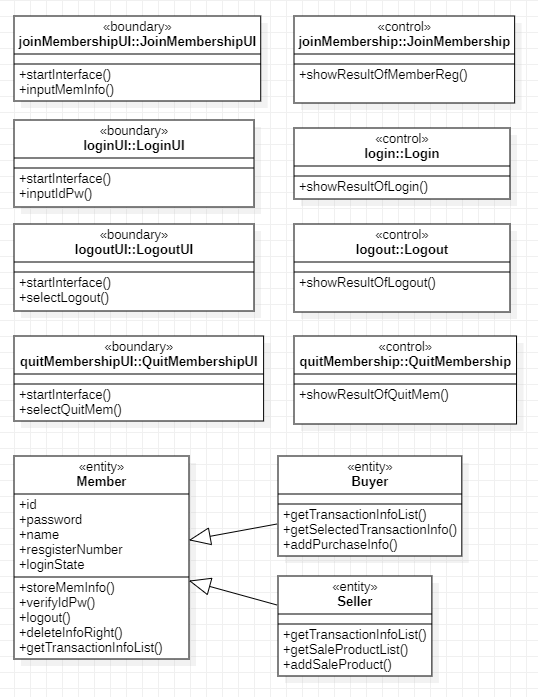 «boundary»
joinMembershipUI::JoinMembershipUI
+startInterface()
+inputMemInfo()
«control»
joinMembership::JoinMembership
+showResultOfMemberReg()
«boundary»
loginUI::LoginUI
+startInterface()
+inputIdPw()
«control»
login::Login
+showResultOfLogin()
«boundary»
logoutUI::LogoutUI
+startInterface()
+selectLogout()
«control»
logout::Logout
+showResultOfLogout()
«boundary»
quitMembershipUI::QuitMembershipUI
+startInterface()
+selectQuitMem()
«control»
quitMembership::QuitMembership
+showResultOfQuitMem()
«entity»
Member
+id
+password
+name
+resgisterNumber
+loginState
+storeMemInfo()
+verifyIdPw()
+logout()
+deleteInfoRight()
+getTransactionInfoList()
«entity»
Buyer
+getTransactionInfoList()
+getSelectedTransactionInfo()
+addPurchaseInfo()
«entity»
Seller
+getTransactionInfoList()
+getSaleProductList()
+addSaleProduct()